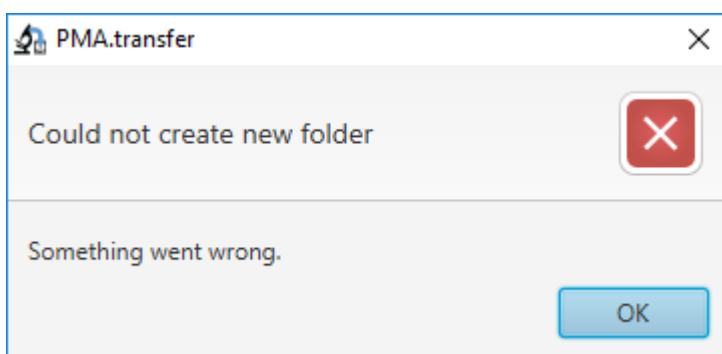 PMA.transfer
Could not create new folder
Something went wrong.
OK